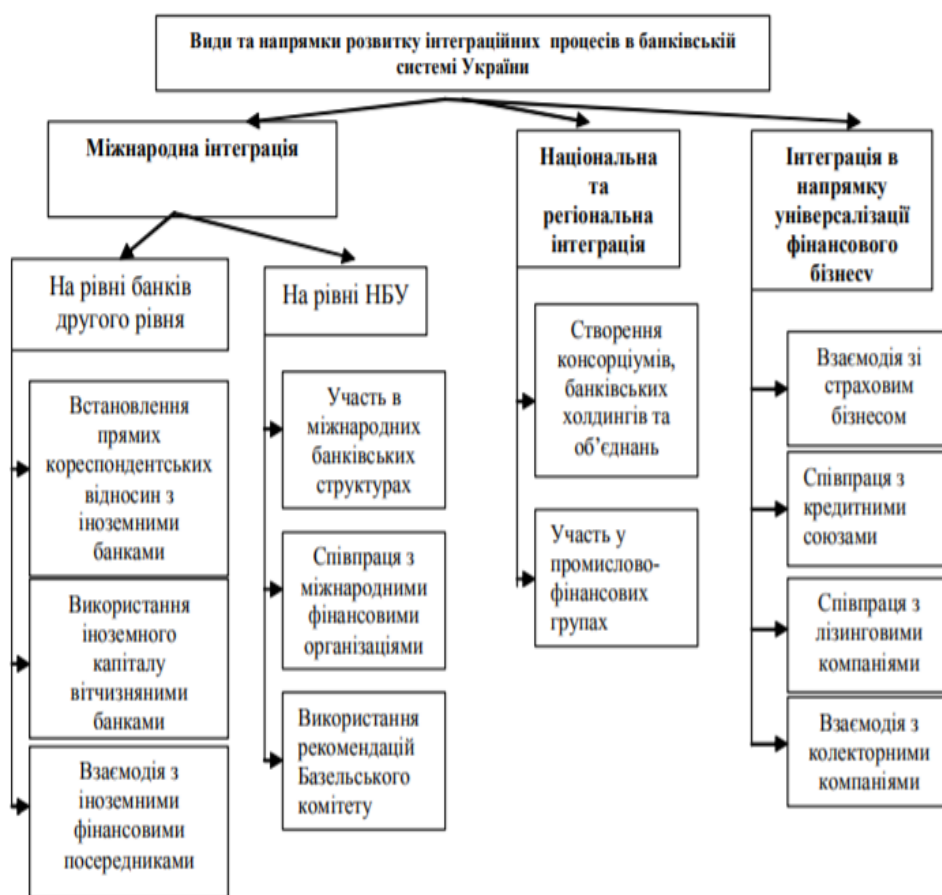 Види та напрямки розвитку інтеграційних процесів в банківській
системі України
Міжнародна інтеграція
Національна
та
регіональна
інтеграція
Інтеграція в
напрямку
універсалізації
фінансового
бізнесу
На рівні банків
другого рівня
На рівні НБУ
Встановлення
прямих
кореспондентських
відносин з
іноземними
банками
Використання
іноземного
капіталу
вітчизняними
банками
Взаємодія з
іноземними
фінансовими
посередниками
Участь в
міжнародних
банківських
структурах
Співпраця з
міжнародними
фінансовими
організаціями
Використання
рекомендацій
Базельського
комітету
Створення
консорціумів,
банківських
холдингів та
об’єднань
Участь у
промислово-
фінансових
групах
Взаємодія зі
страховим
бізнесом
Співпраця з
кредитними
союзами
Співпраця з
лізинговими
компаніями
Взаємодія з
колекторними
компаніями